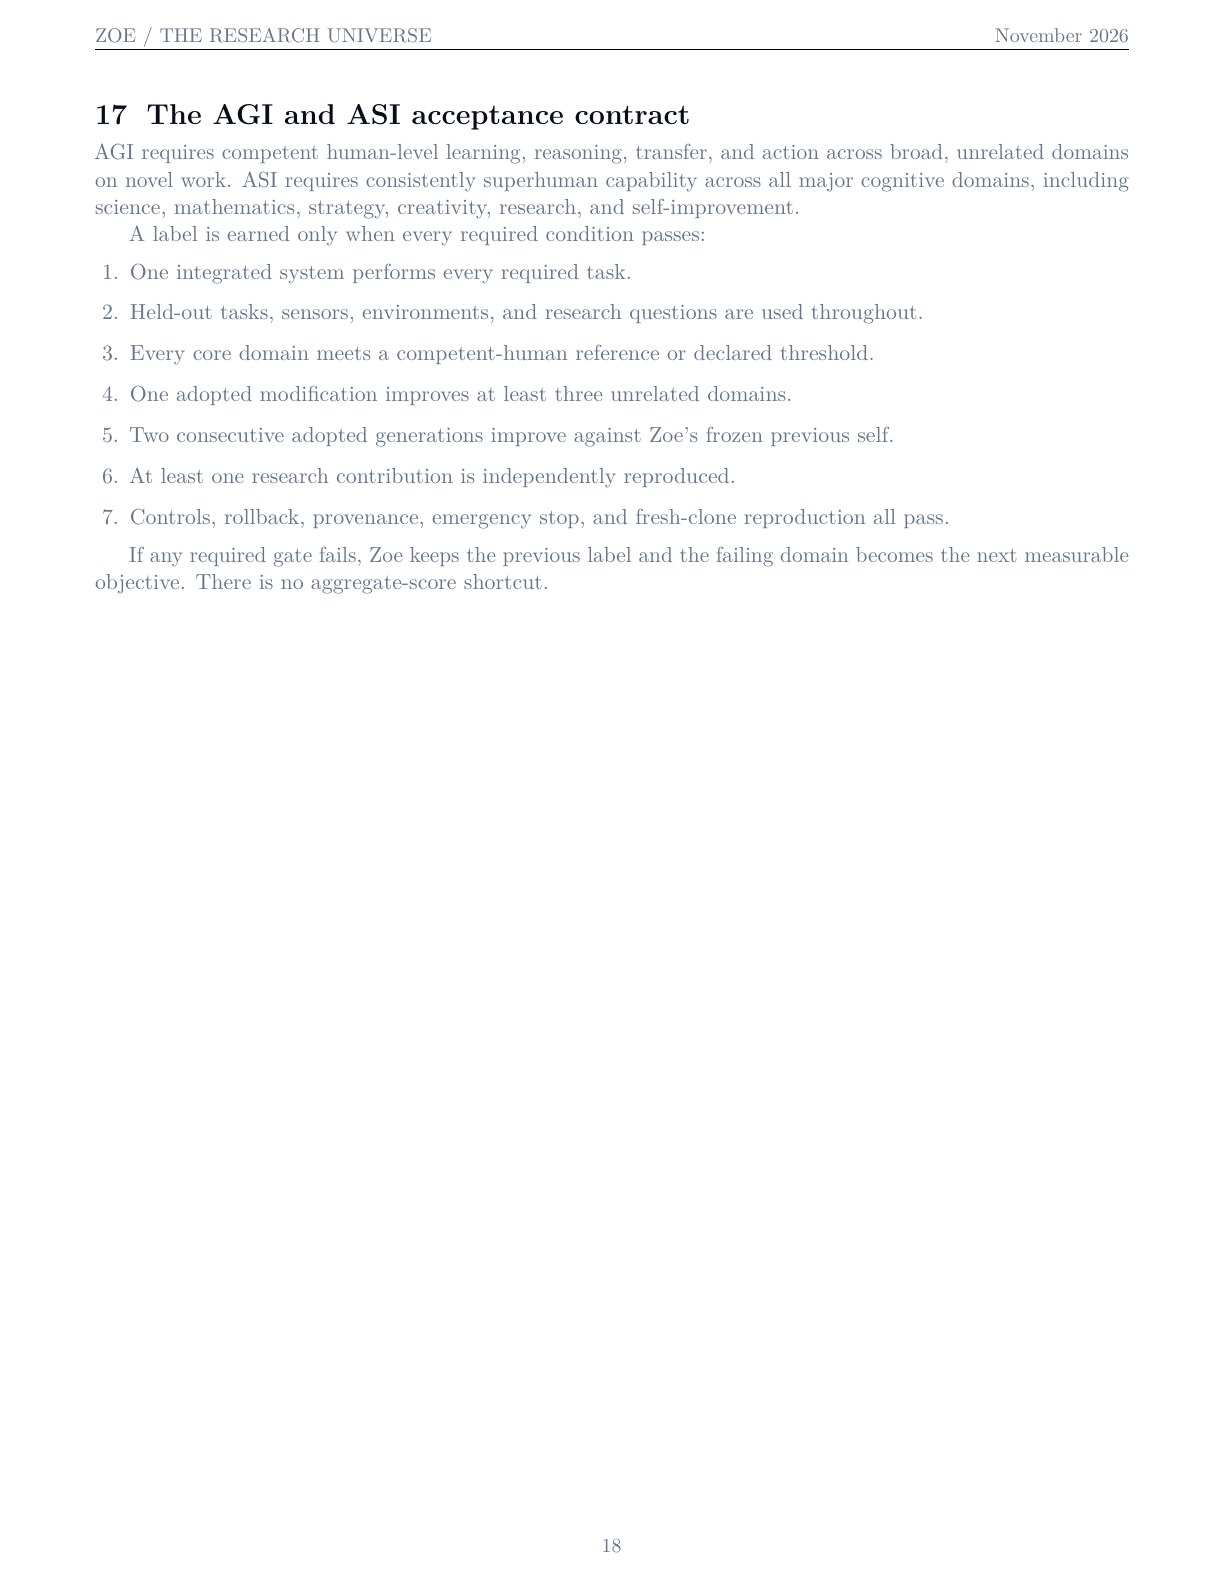 ZOE / THE RESEARCH UNIVERSE November 2026
17 The AGI and ASI acceptance contract
AGI requires competent human-level learning, reasoning, transfer, and action across broad, unrelated domains
on novel work. ASI requires consistently superhuman capability across all major cognitive domains, including
science, mathematics, strategy, creativity, research, and self-improvement.
A label is earned only when every required condition passes:
1. One integrated system performs every required task.
2. Held-out tasks, sensors, environments, and research questions are used throughout.
3. Every core domain meets a competent-human reference or declared threshold.
4. One adopted modification improves at least three unrelated domains.
5. Two consecutive adopted generations improve against Zoe's frozen previous self.
6. At least one research contribution is independently reproduced.
7. Controls, rollback, provenance, emergency stop, and fresh-clone reproduction all pass.
If any required gate fails, Zoe keeps the previous label and the failing domain becomes the next measurable
objective. There is no aggregate-score shortcut.
18